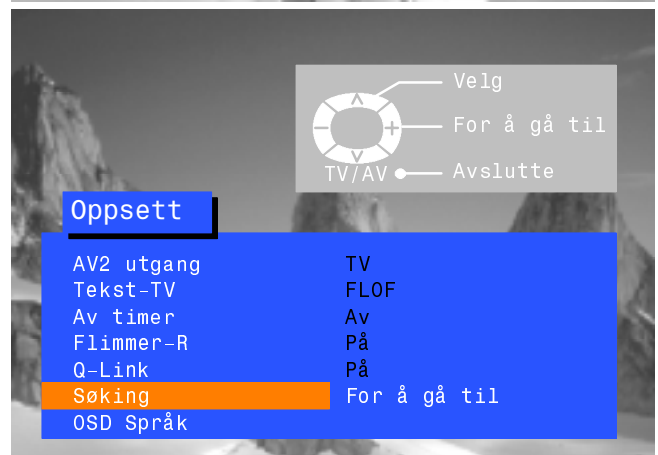 Velg
For å gå til
TV/AV Avslutte
Oppsett
AV2 utgang TV
Tekst-TV FLOF
Av timer Av
Flimmer-R På
Q-Link På
Søking For å gå til
OSD Språk